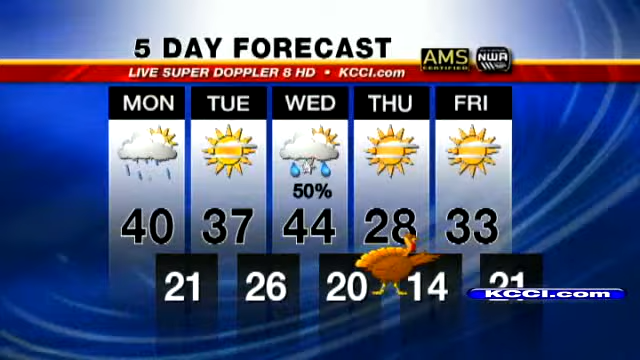 5 DAY FORECAST
AMS
CERTIFIED
NWA
LIVE SUPER DOPPLER 8 HD • KCCI.com
MON TUE WED THU FRI
50%
40 37 44 28 33
21 26 20 14 21
KCCI.com